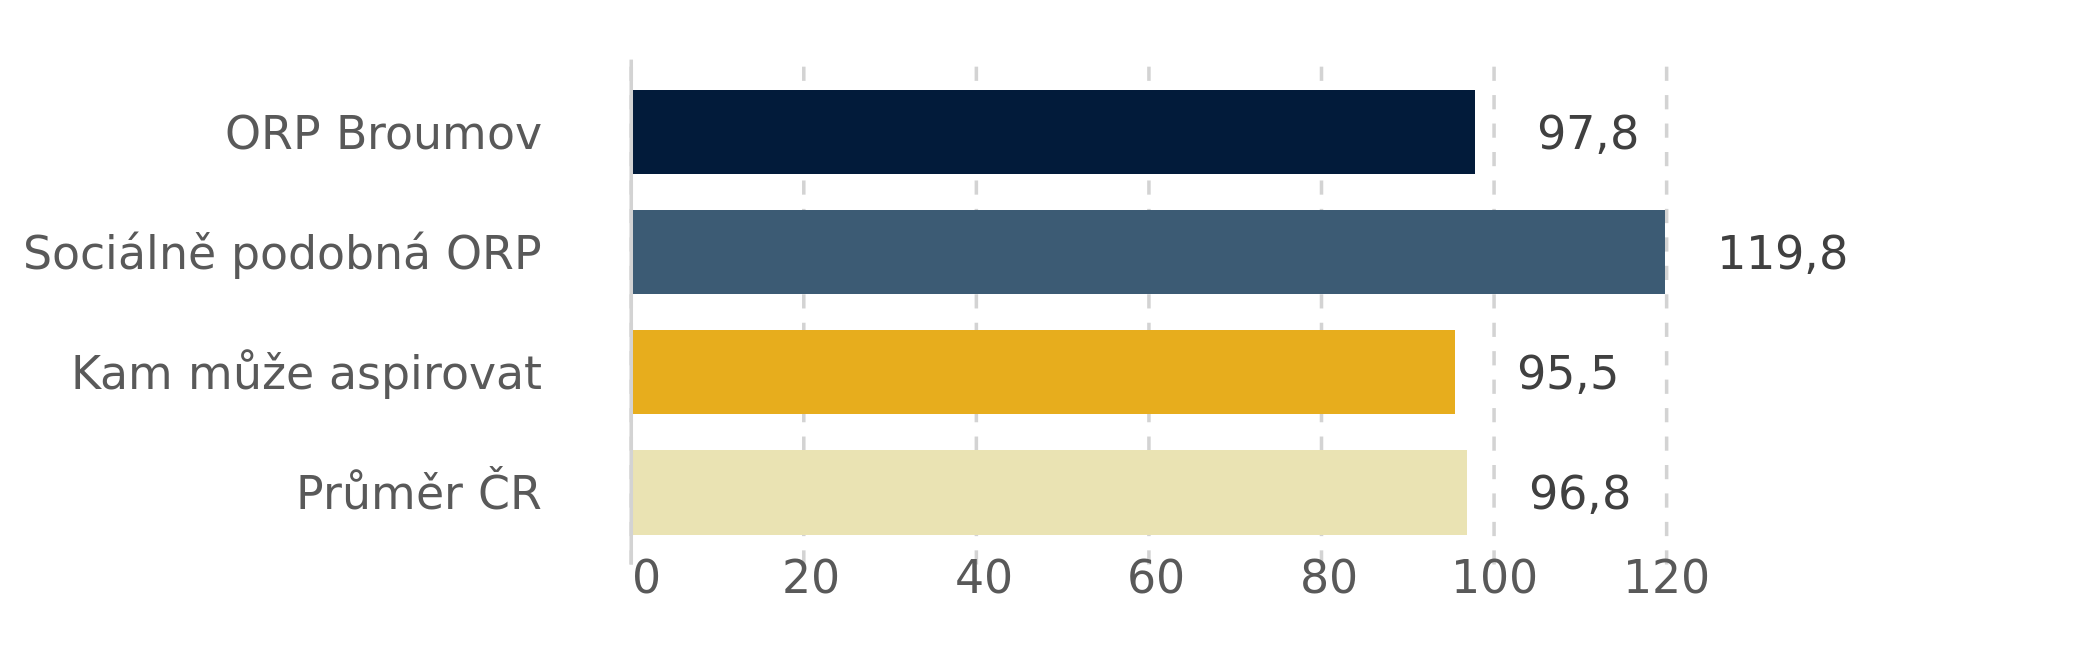 ORP Broumov 97,8
Sociálně podobná ORP 119,8
Kam může aspirovat 95,5
Průměr ČR 96,8
0 20 40 60 80 100 120